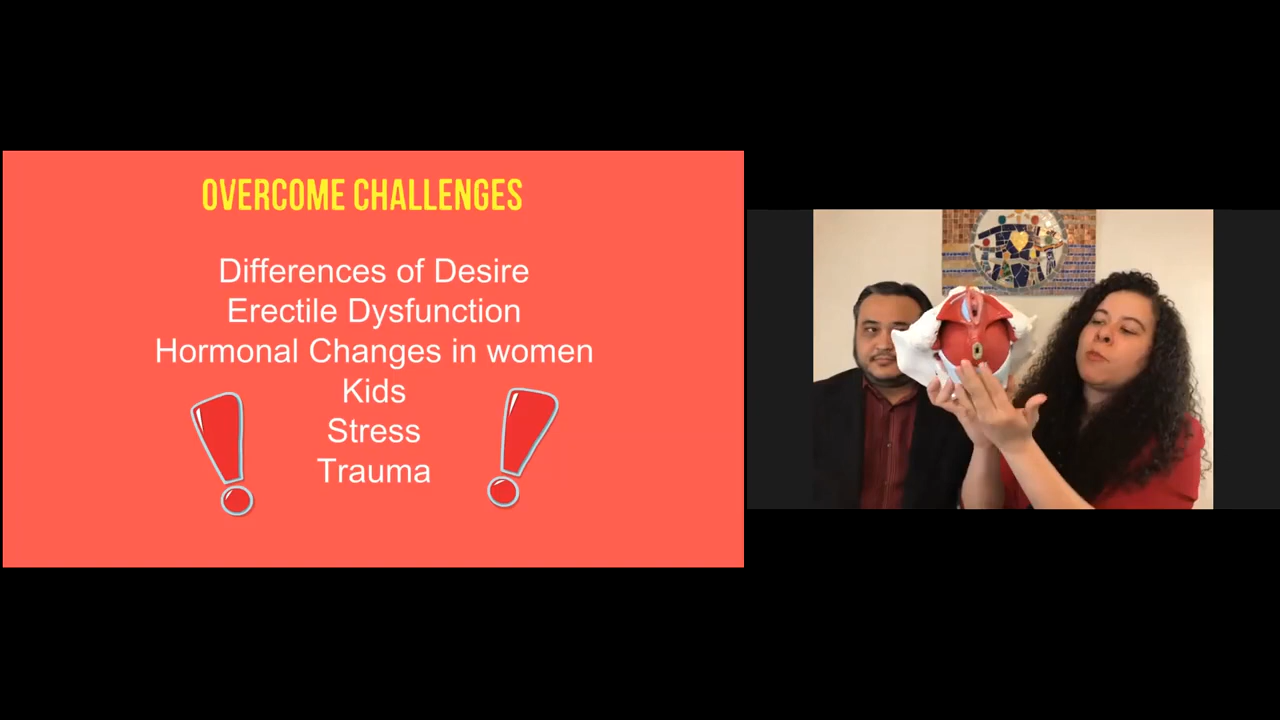 OVERCOME CHALLENGES
Differences of Desire
Erectile Dysfunction
Hormonal Changes in women
Kids
Stress
Trauma